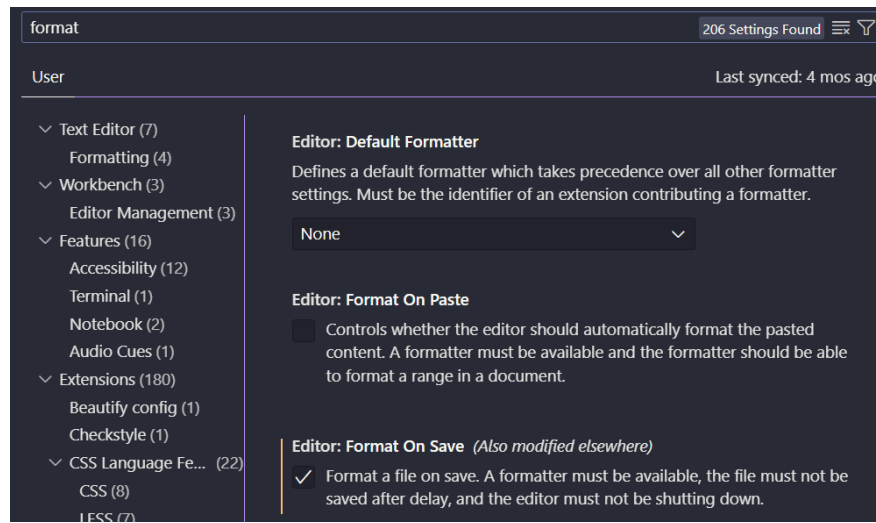 format
206 Settings Found
User
Last synced: 4 mos ago
Text Editor (7)
Formatting (4)
Workbench (3)
Editor Management (3)
Features (16)
Accessibility (12)
Terminal (1)
Notebook (2)
Audio Cues (1)
Extensions (180)
Beautify config (1)
Checkstyle (1)
CSS Language Fe... (22)
CSS (8)
LESS (7)
Editor: Default Formatter
Defines a default formatter which takes precedence over all other formatter
settings. Must be the identifier of an extension contributing a formatter.
None
Editor: Format On Paste
Controls whether the editor should automatically format the pasted
content. A formatter must be available and the formatter should be able
to format a range in a document.
Editor: Format On Save (Also modified elsewhere)
Format a file on save. A formatter must be available, the file must not be
saved after delay, and the editor must not be shutting down.